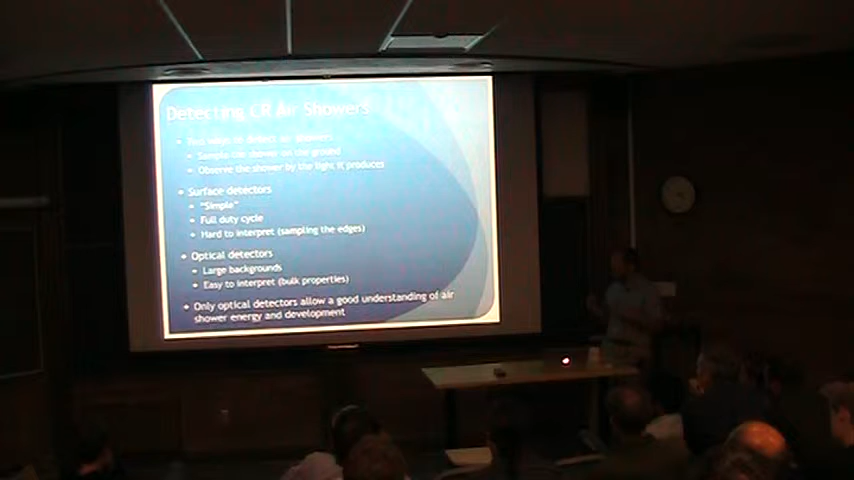 Detecting CR Air Showers
Two ways to detect air showers
Sample the shower on the ground
Observe the shower by the light it produces
Surface detectors
"Simple"
Full duty cycle
Hard to interpret (sampling the edges)
Optical detectors
Large backgrounds
Easy to interpret (bulk properties)
Only optical detectors allow a good understanding of air
shower energy and development